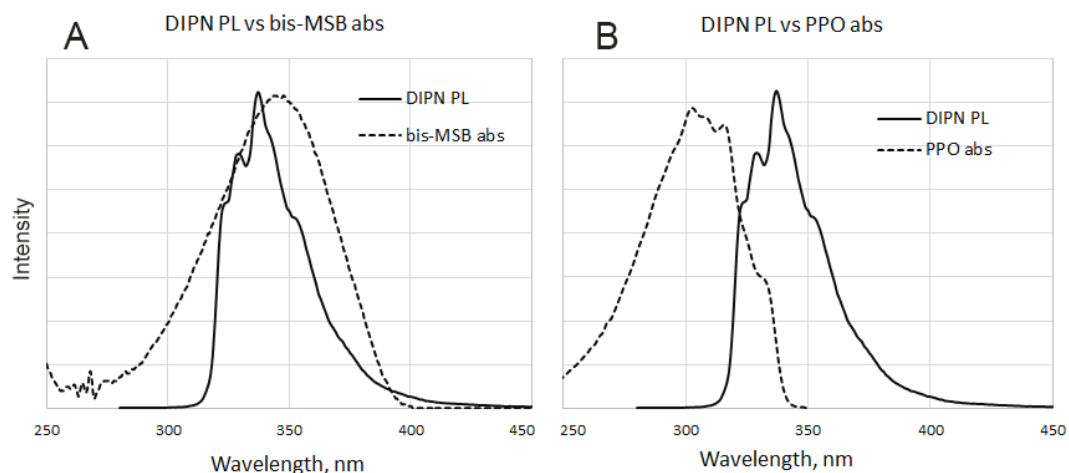 A
DIPN PL vs bis-MSB abs
DIPN PL
bis-MSB abs
Intensity
250 300 350 400 450
Wavelength, nm
B
DIPN PL vs PPO abs
DIPN PL
PPO abs
250 300 350 400 450
Wavelength, nm